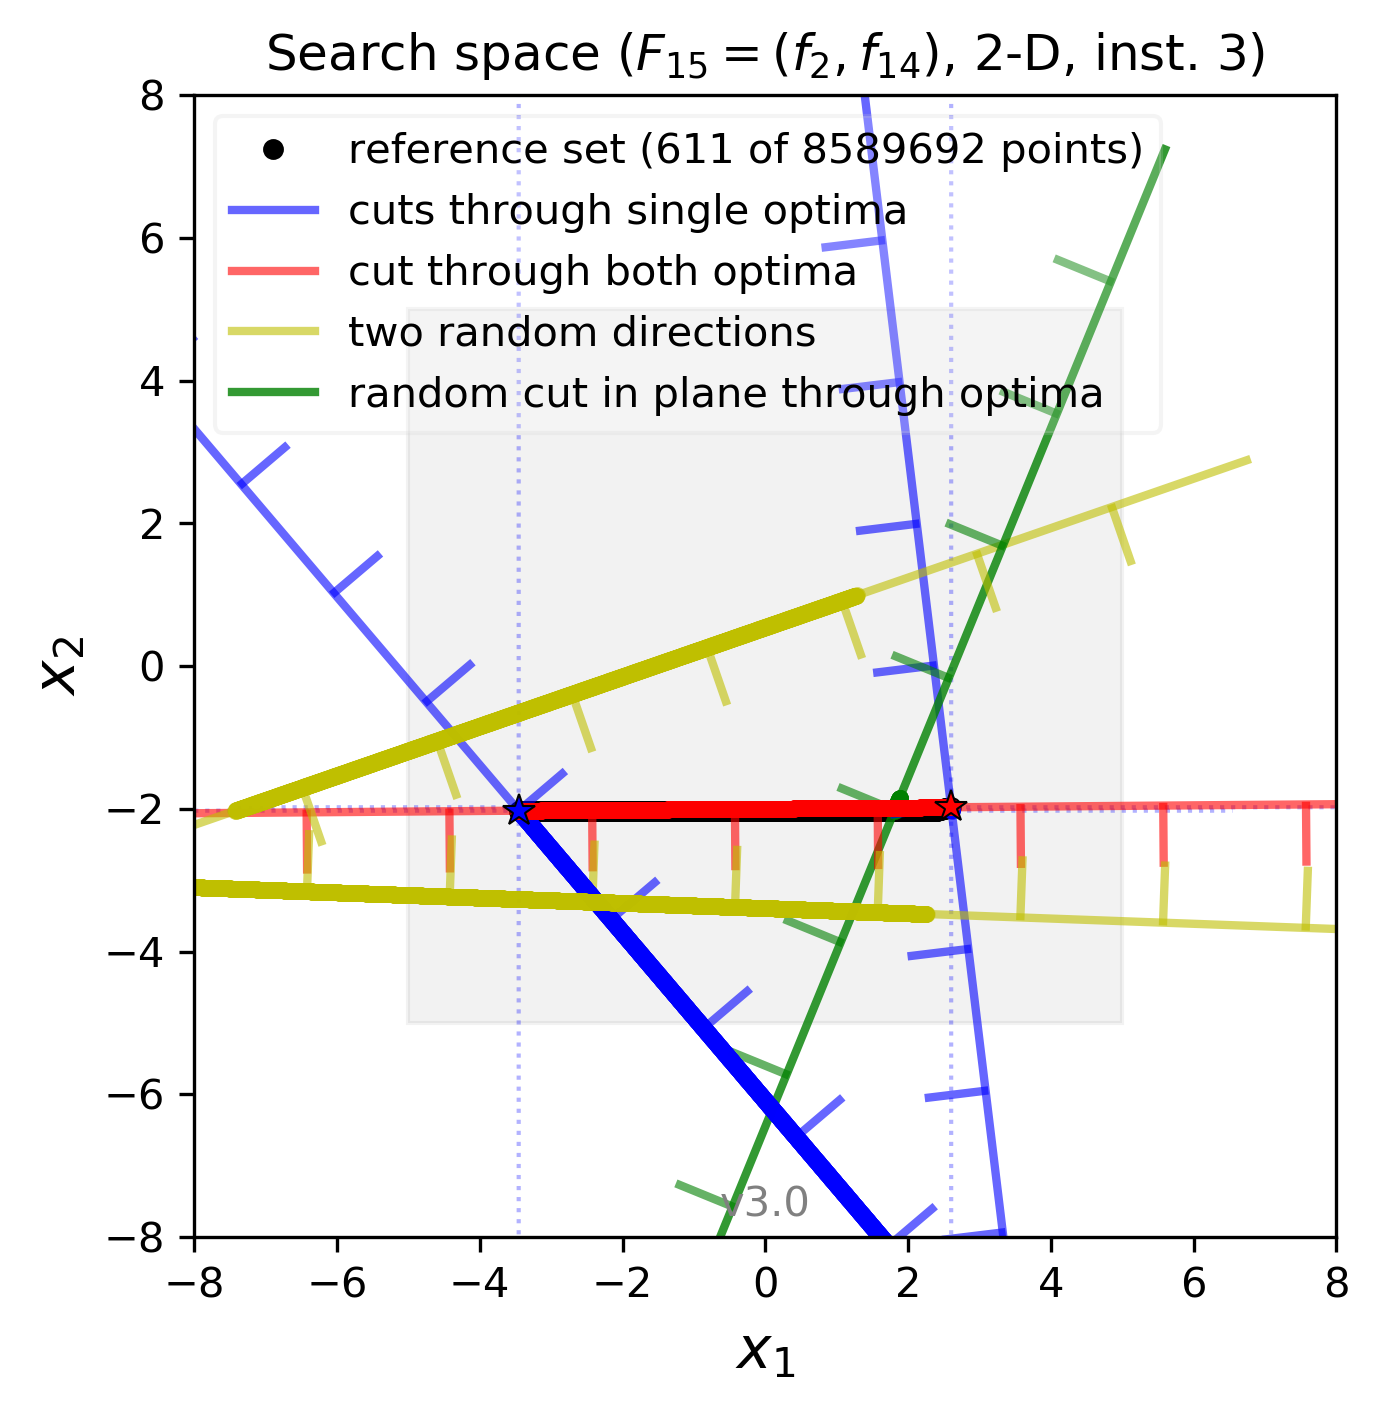 Search space (F₁₅ = (f₂, f₁₄), 2-D, inst. 3)
reference set (611 of 8589692 points)
cuts through single optima
cut through both optima
two random directions
random cut in plane through optima
8
6
4
2
0
−2
−4
−6
−8
x₂
v3.0
−8 −6 −4 −2 0 2 4 6 8
x₁